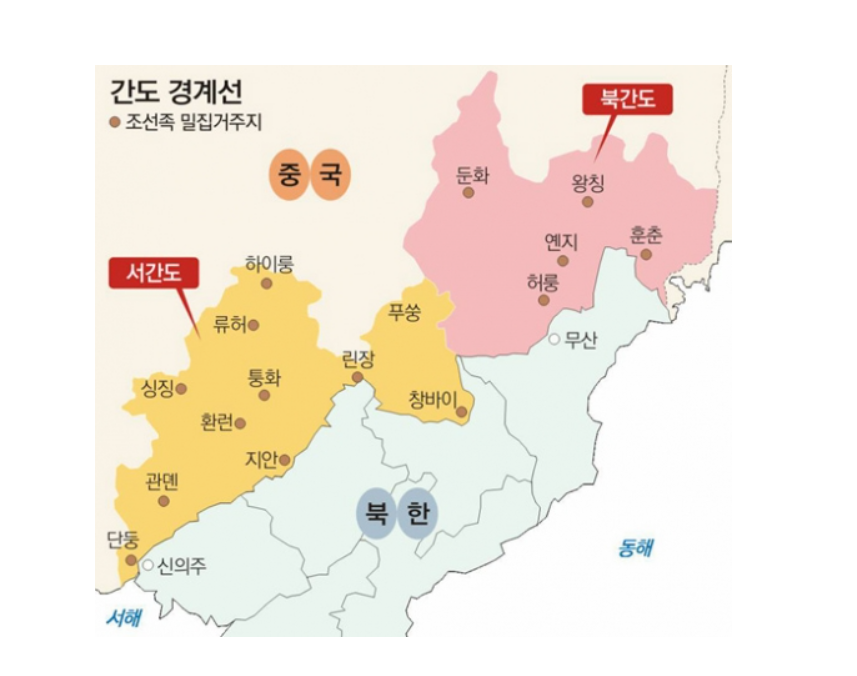 간도 경계선
조선족 밀집거주지
북간도
중국
둔화
왕칭
훈춘
옌지
서간도
하이룽
허룽
푸쑹
류허
무산
린장
싱징
퉁화
창바이
환런
지안
관뎬
북한
단둥
신의주
동해
서해